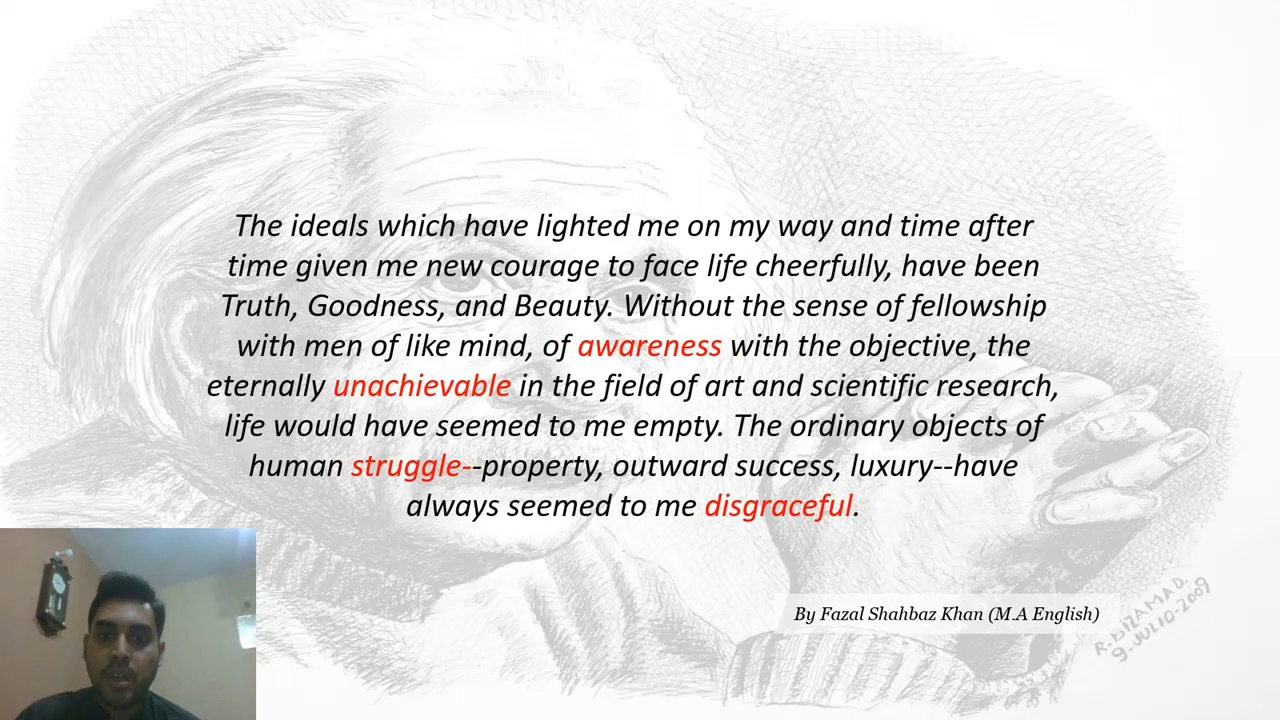 The ideals which have lighted me on my way and time after
time given me new courage to face life cheerfully, have been
Truth, Goodness, and Beauty. Without the sense of fellowship
with men of like mind, of awareness with the objective, the
eternally unachievable in the field of art and scientific research,
life would have seemed to me empty. The ordinary objects of
human struggle--property, outward success, luxury--have
always seemed to me disgraceful.
By Fazal Shahbaz Khan (M.A English)
9. JULIO-2009